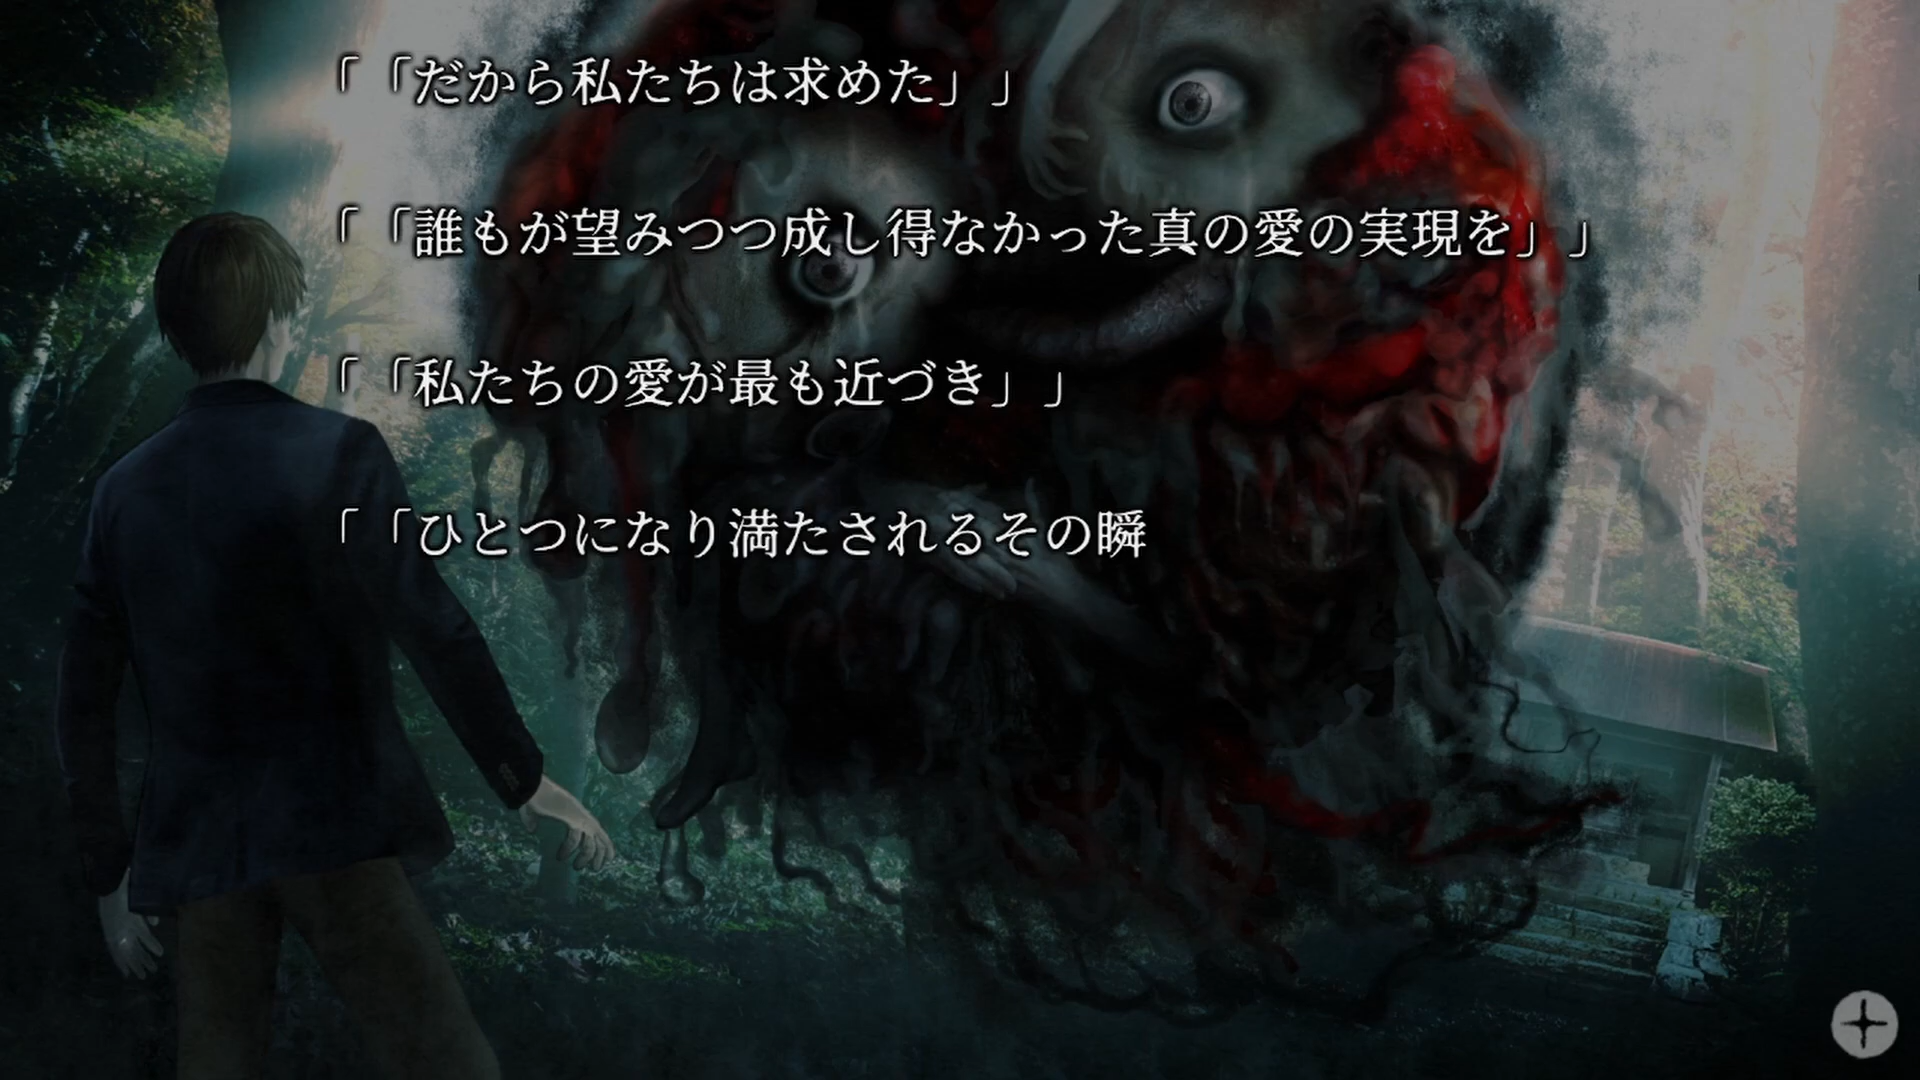 「「だから私たちは求めた」」
「「誰もが望みつつ成し得なかった真の愛の実現を」」
「「私たちの愛が最も近づき」」
「「ひとつになり満たされるその瞬